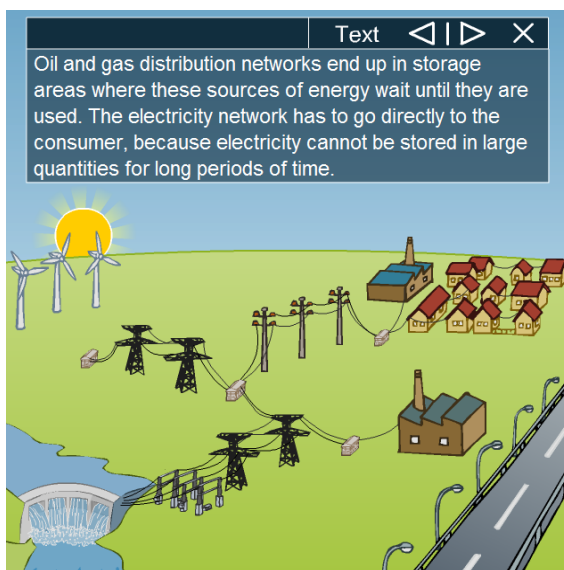 Text
Oil and gas distribution networks end up in storage
areas where these sources of energy wait until they are
used. The electricity network has to go directly to the
consumer, because electricity cannot be stored in large
quantities for long periods of time.